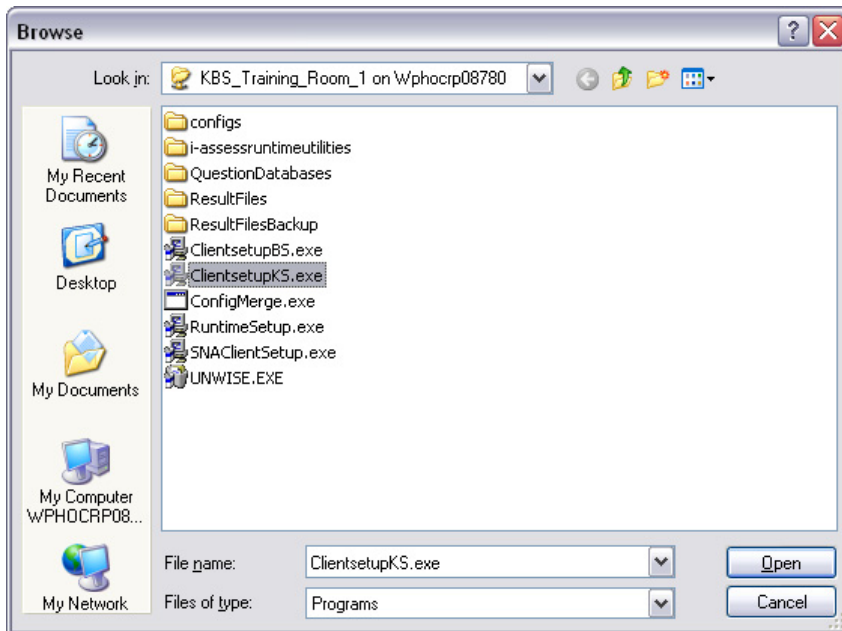 Browse
Look in:
KBS_Training_Room_1 on Wphocrp08780
My Recent
Documents
Desktop
My Documents
My Computer
WPHOCRP08...
My Network
configs
i-assessruntimeutilities
QuestionDatabases
ResultFiles
ResultFilesBackup
ClientsetupBS.exe
ClientsetupKS.exe
ConfigMerge.exe
RuntimeSetup.exe
SNAClientSetup.exe
UNWISE.EXE
File name:
ClientsetupKS.exe
Open
Files of type:
Programs
Cancel